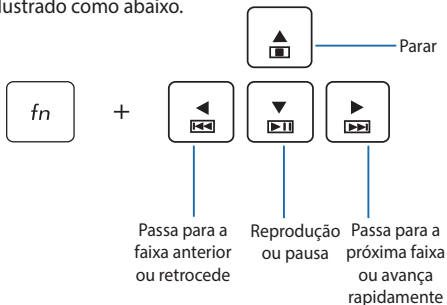 lustrado como abaixo.
Parar
fn
+
Passa para a
faixa anterior
ou retrocede
Reprodução
ou pausa
Passa para a
próxima faixa
ou avança
rapidamente